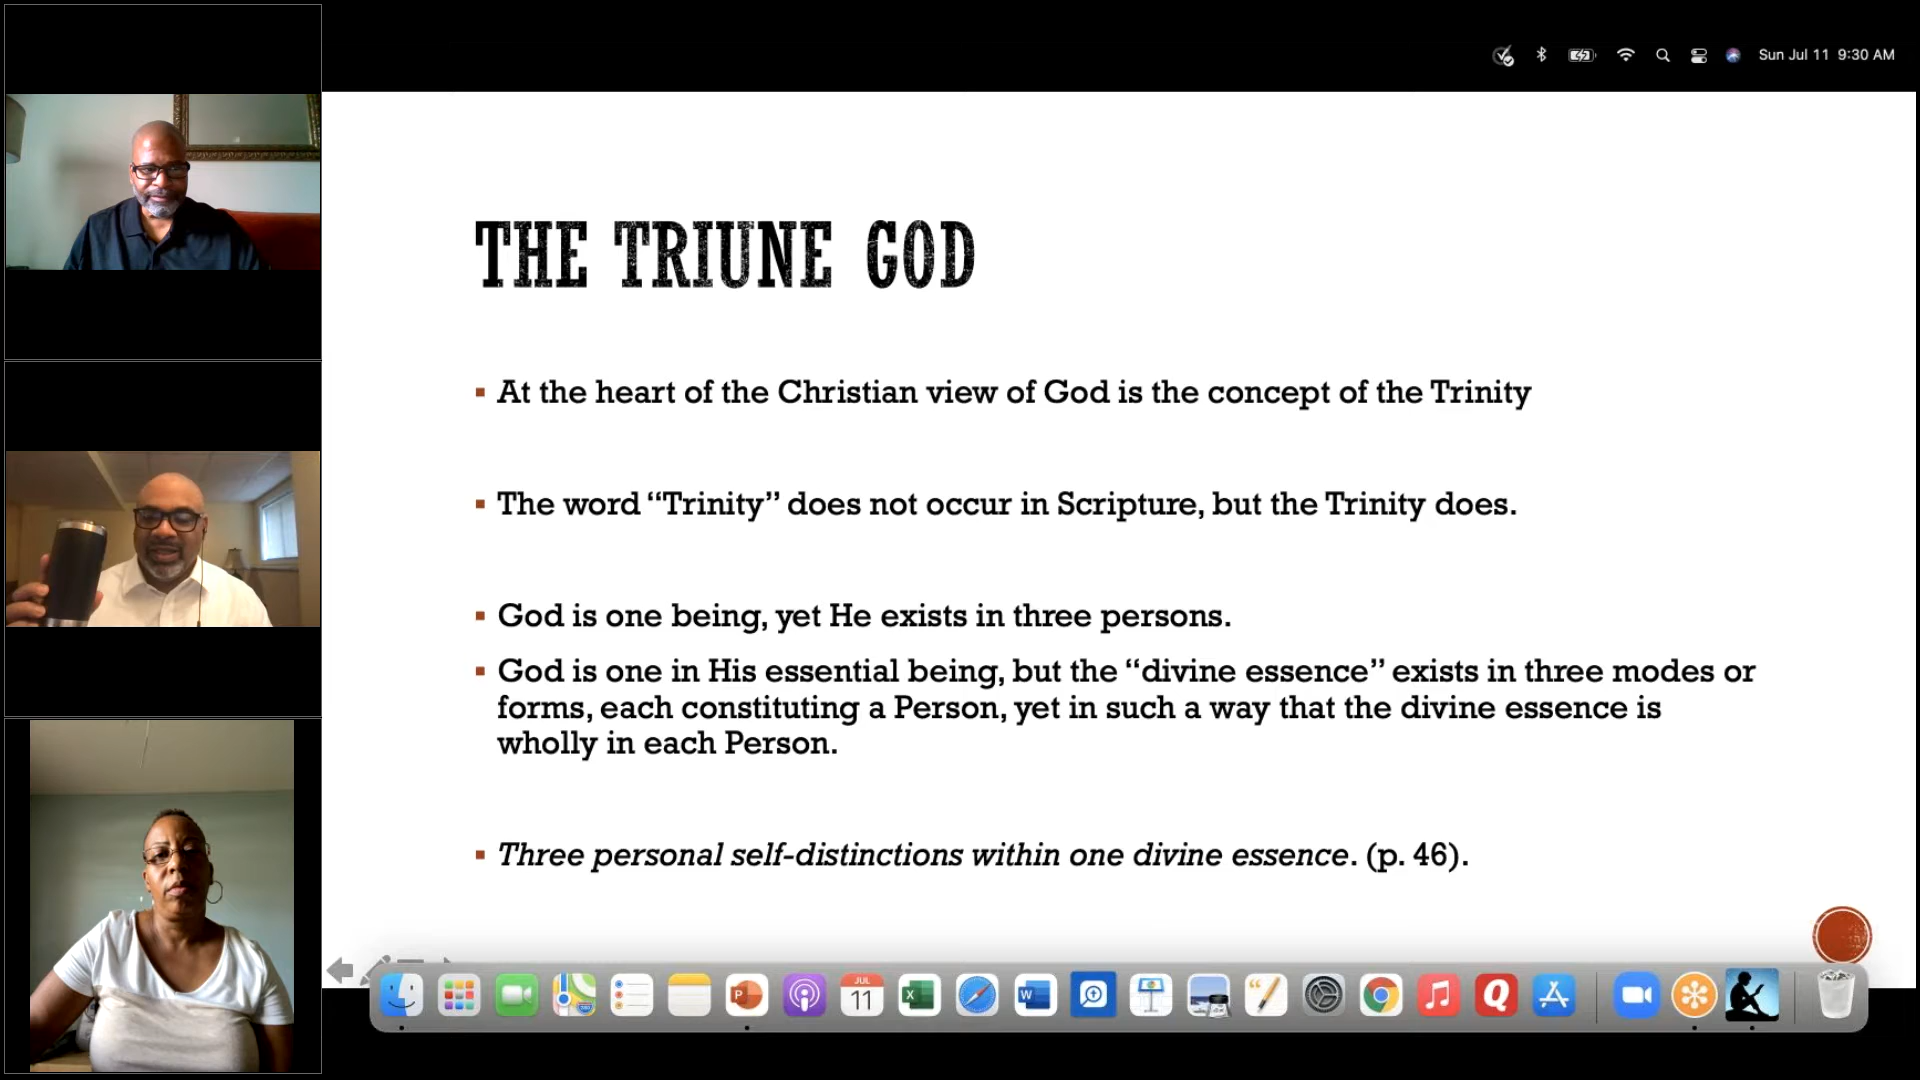 Sun Jul 11 9:30 AM
THE TRIUNE GOD
▪ At the heart of the Christian view of God is the concept of the Trinity
▪ The word “Trinity” does not occur in Scripture, but the Trinity does.
▪ God is one being, yet He exists in three persons.
▪ God is one in His essential being, but the “divine essence” exists in three modes or
forms, each constituting a Person, yet in such a way that the divine essence is
wholly in each Person.
▪ Three personal self-distinctions within one divine essence. (p. 46).
P
JUL
11
X
W
Q